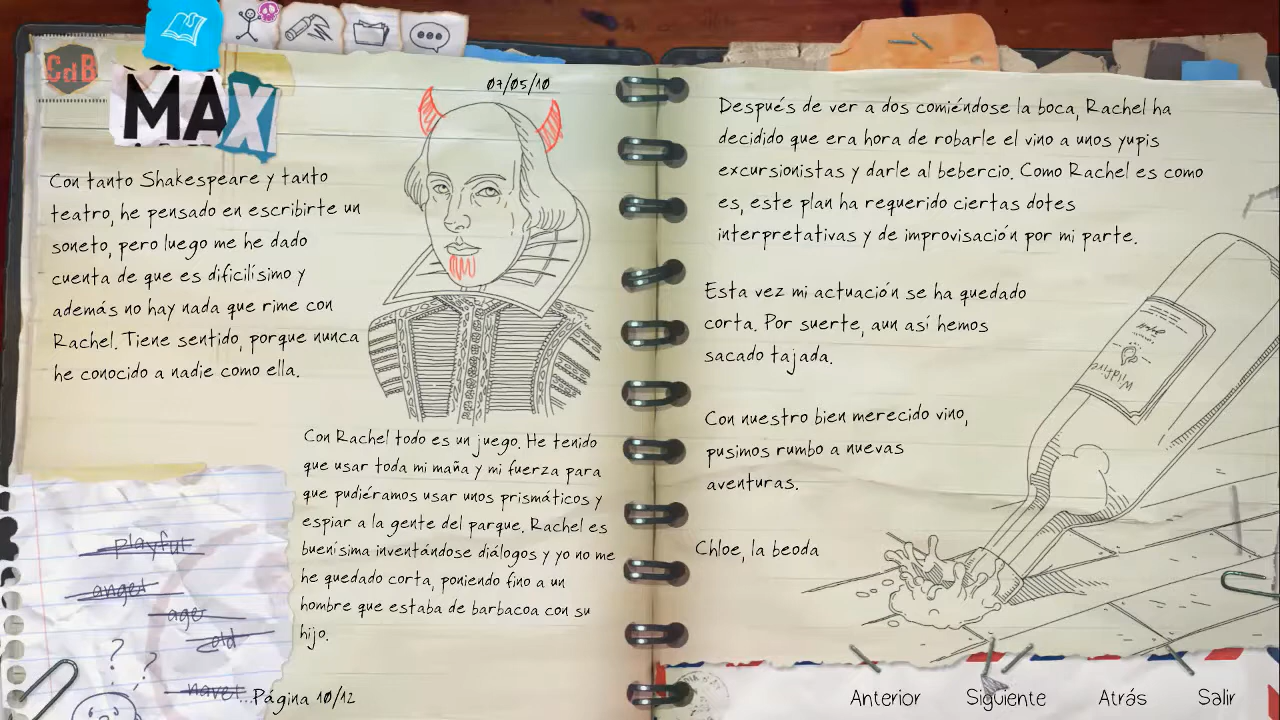 CdB
MAX
07/05/10
Con tanto Shakespeare y tanto
teatro, he pensado en escribirte un
soneto, pero luego me he dado
cuenta de que es dificilísimo y
además no hay nada que rime con
Rachel. Tiene sentido, porque nunca
he conocido a nadie como ella.
Con Rachel todo es un juego. He tenido
que usar toda mi maña y mi fuerza para
que pudiéramos usar unos prismáticos y
espiar a la gente del parque. Rachel es
buenísima inventándose diálogos y yo no me
he quedado corta, poniendo fino a un
hombre que estaba de barbacoa con su
hijo.
playful
angel
age
old
navel...
? ?
Página 10/12
Después de ver a dos comiéndose la boca, Rachel ha
decidido que era hora de robarle el vino a unos yupis
excursionistas y darle al bebercio. Como Rachel es como
es, este plan ha requerido ciertas dotes
interpretativas y de improvisación por mi parte.
Esta vez mi actuación se ha quedado
corta. Por suerte, aun así hemos
sacado tajada.
Con nuestro bien merecido vino,
pusimos rumbo a nuevas
aventuras.
Chloe, la beoda
Anterior Siguiente Atrás Salir